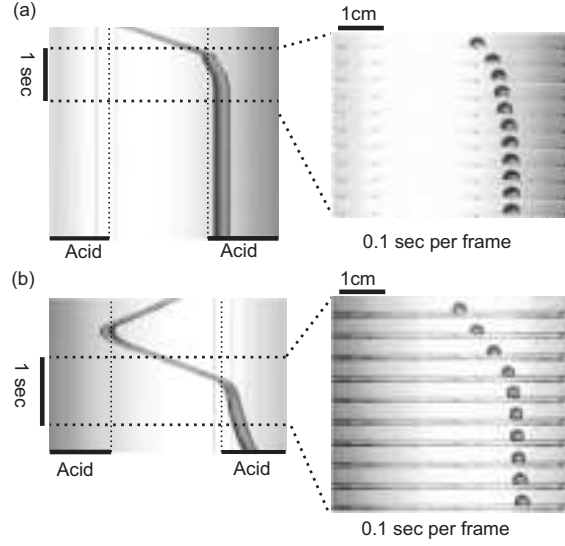 (a)
1cm
1 sec
Acid
Acid
0.1 sec per frame
(b)
1cm
1 sec
Acid
Acid
0.1 sec per frame